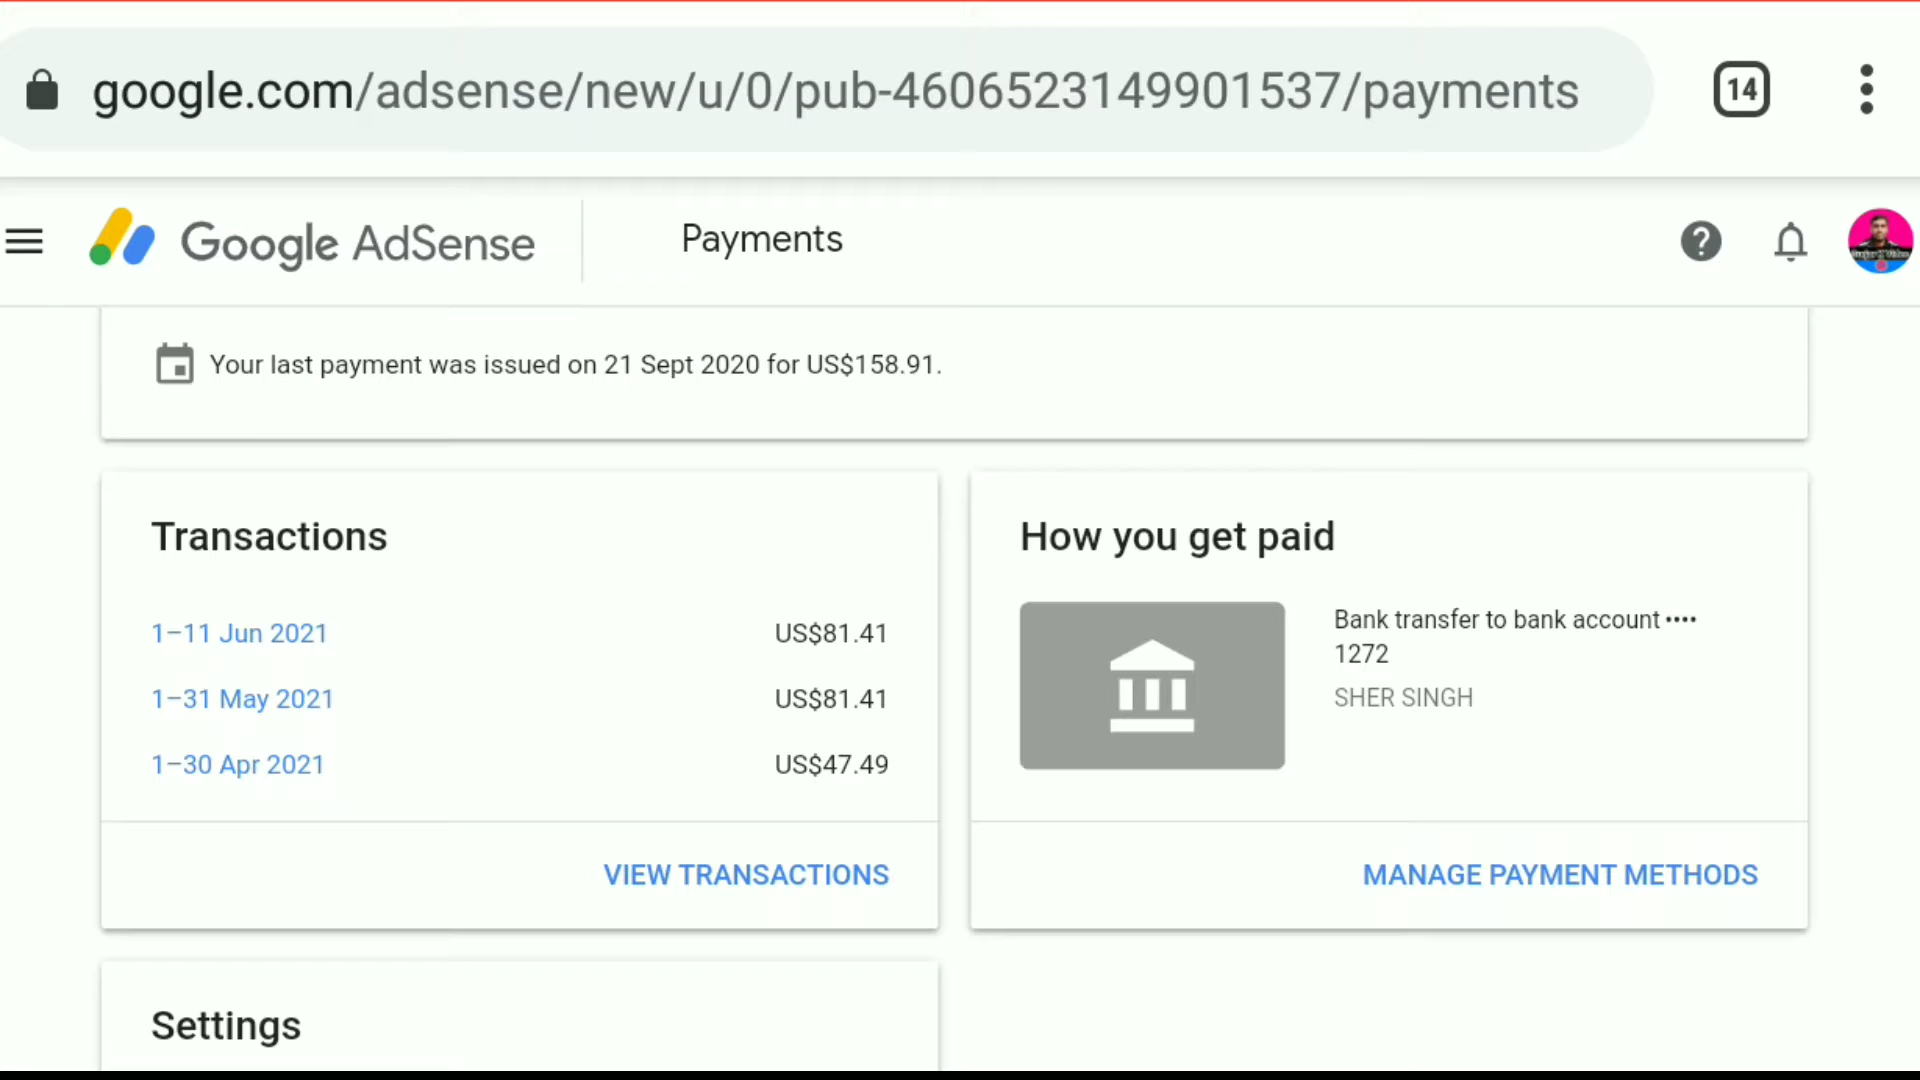 google.com/adsense/new/u/0/pub-4606523149901537/payments
14
Google AdSense
Payments
Your last payment was issued on 21 Sept 2020 for US$158.91.
Transactions
1–11 Jun 2021 US$81.41
1–31 May 2021 US$81.41
1–30 Apr 2021 US$47.49
VIEW TRANSACTIONS
How you get paid
Bank transfer to bank account ••••
1272
SHER SINGH
MANAGE PAYMENT METHODS
Settings